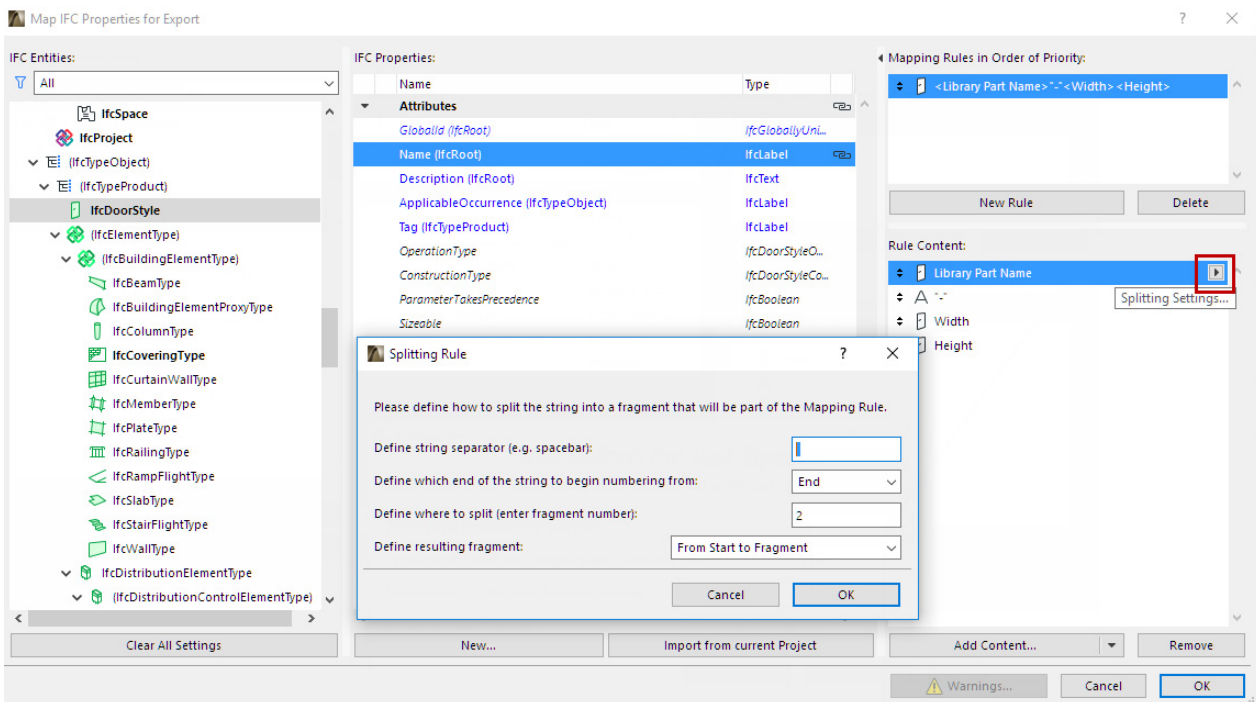 Map IFC Properties for Export
?
IFC Entities:
All
IfcSpace
IfcProject
(IfcTypeObject)
(IfcTypeProduct)
IfcDoorStyle
(IfcElementType)
(IfcBuildingElementType)
IfcBeamType
IfcBuildingElementProxyType
IfcColumnType
IfcCoveringType
IfcCurtainWallType
IfcMemberType
IfcPlateType
IfcRailingType
IfcRampFlightType
IfcSlabType
IfcStairFlightType
IfcWallType
IfcDistributionElementType
(IfcDistributionControlElementType)
Clear All Settings
IFC Properties:
Name Type
Attributes
GlobalId (IfcRoot) IfcGloballyUni...
Name (IfcRoot) IfcLabel
Description (IfcRoot) IfcText
ApplicableOccurrence (IfcTypeObject) IfcLabel
Tag (IfcTypeProduct) IfcLabel
OperationType IfcDoorStyleO...
ConstructionType IfcDoorStyleCo...
ParameterTakesPrecedence IfcBoolean
Sizeable IfcBoolean
Splitting Rule
?
Please define how to split the string into a fragment that will be part of the Mapping Rule.
Define string separator (e.g. spacebar):
Define which end of the string to begin numbering from: End
Define where to split (enter fragment number): 2
Define resulting fragment: From Start to Fragment
Cancel OK
New... Import from current Project
Mapping Rules in Order of Priority:
<Library Part Name>"-"<Width><Height>
New Rule Delete
Rule Content:
Library Part Name
A "-"
Splitting Settings...
Width
Height
Add Content... Remove
Warnings... Cancel OK